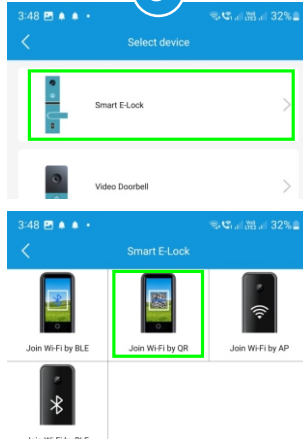 3:48 32%
Select device
Smart E-Lock
Video Doorbell
3:48 32%
Smart E-Lock
Join Wi-Fi by BLE Join Wi-Fi by QR Join Wi-Fi by AP